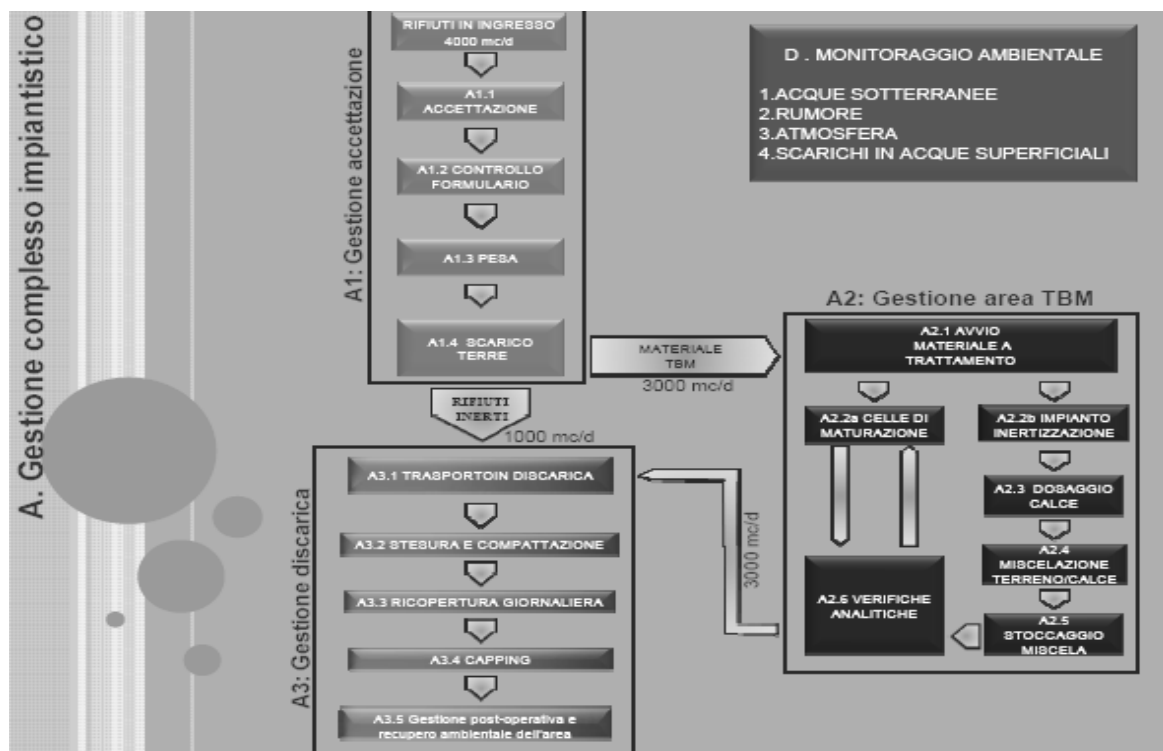 A. Gestione complesso impiantistico
A1: Gestione accettazione
RIFIUTI IN INGRESSO
4000 mc/d
A1.1
ACCETTAZIONE
A1.2 CONTROLLO
FORMULARIO
A1.3 PESA
A1.4 SCARICO
TERRE
MATERIALE
TBM
3000 mc/d
RIFIUTI
INERTI
1000 mc/d
D . MONITORAGGIO AMBIENTALE
1.ACQUE SOTTERRANEE
2.RUMORE
3.ATMOSFERA
4.SCARICHI IN ACQUE SUPERFICIALI
A2: Gestione area TBM
A2.1 AVVIO
MATERIALE A
TRATTAMENTO
A2.2a CELLE DI
MATURAZIONE
A2.2b IMPIANTO
INERTIZZAZIONE
A2.3 DOSAGGIO
CALCE
A2.4
MISCELAZIONE
TERRENO/CALCE
A2.5
STOCCAGGIO
MISCELA
A2.6 VERIFICHE
ANALITICHE
3000 mc/d
A3: Gestione discarica
A3.1 TRASPORTOIN DISCARICA
A3.2 STESURA E COMPATTAZIONE
A3.3 RICOPERTURA GIORNALIERA
A3.4 CAPPING
A3.5 Gestione post-operativa e
recupero ambientale dell'area